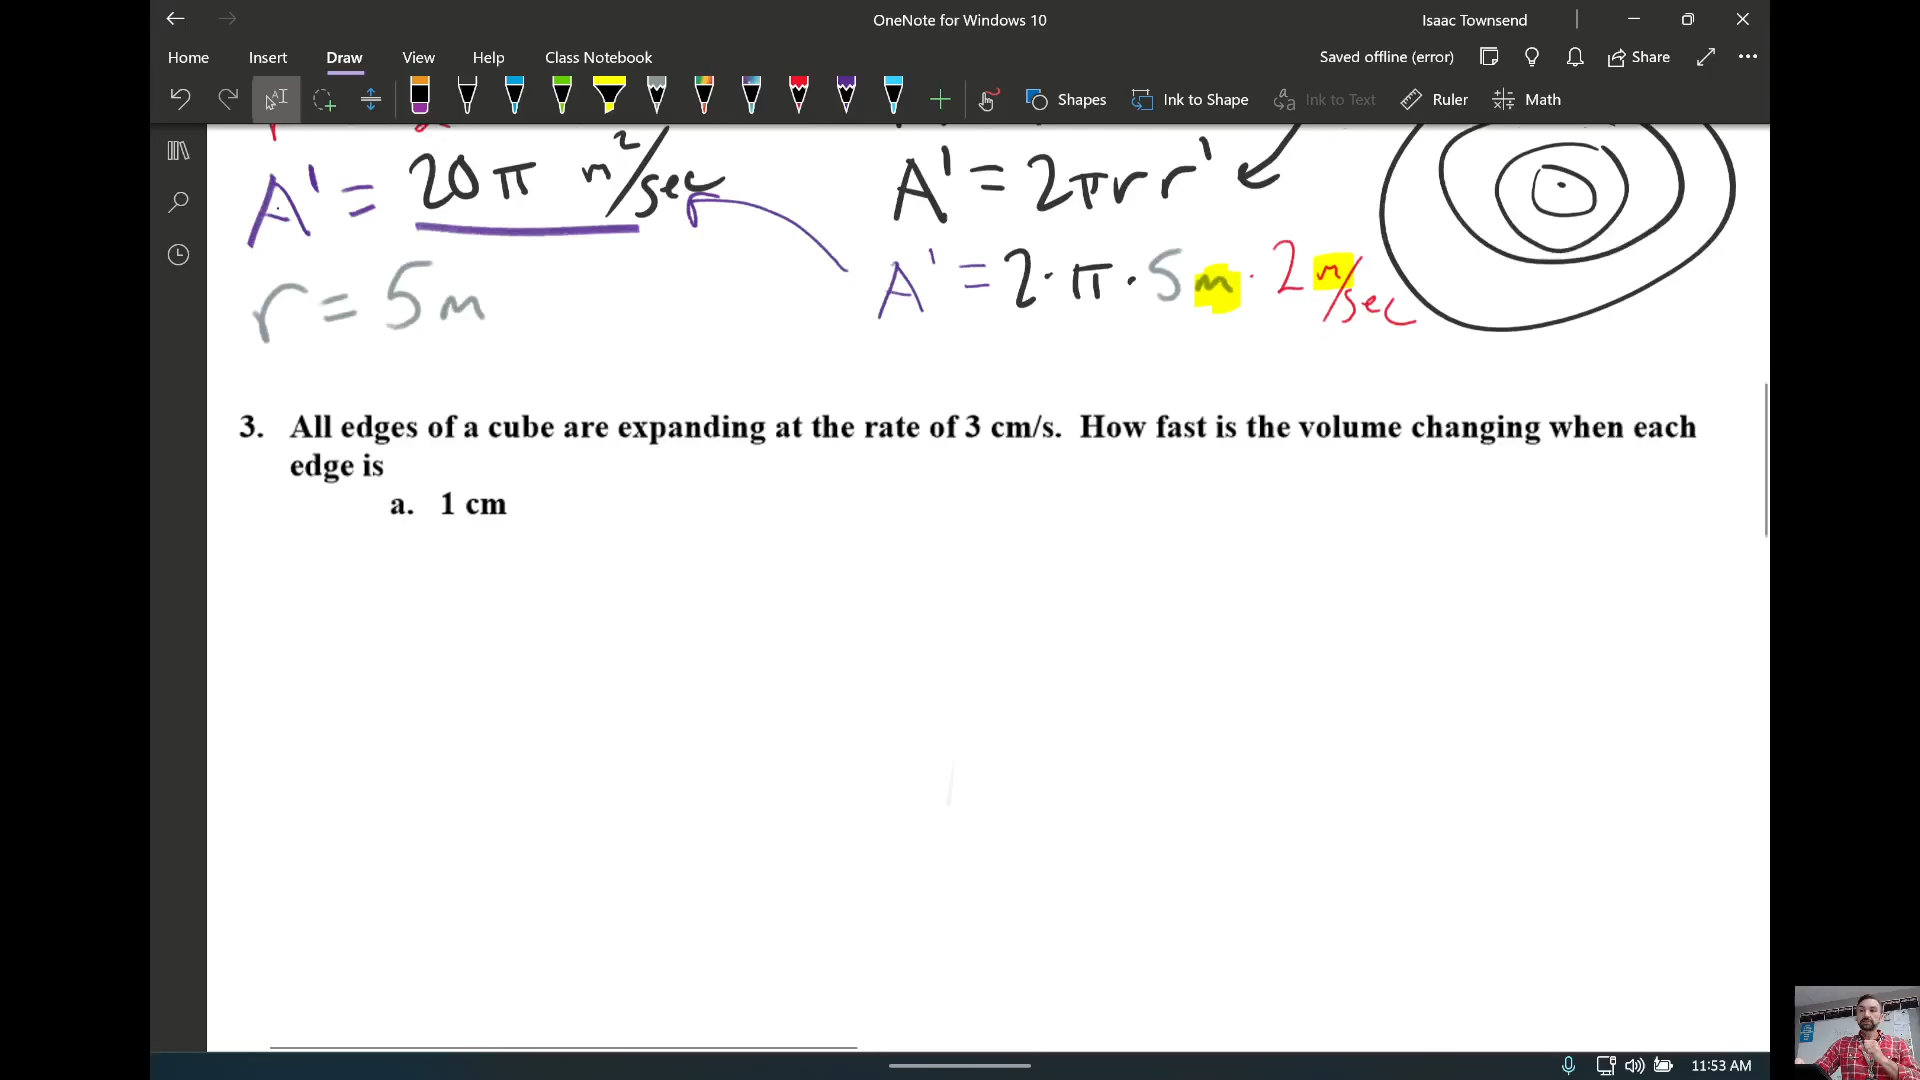 OneNote for Windows 10
Isaac Townsend
Home Insert Draw View Help Class Notebook
Saved offline (error) Share
Shapes Ink to Shape Ink to Text Ruler Math
A' = 20π m²/sec
A' = 2πr r'
r = 5m
A' = 2·π·5m·2 m/sec
3. All edges of a cube are expanding at the rate of 3 cm/s. How fast is the volume changing when each
edge is
a. 1 cm
11:53 AM